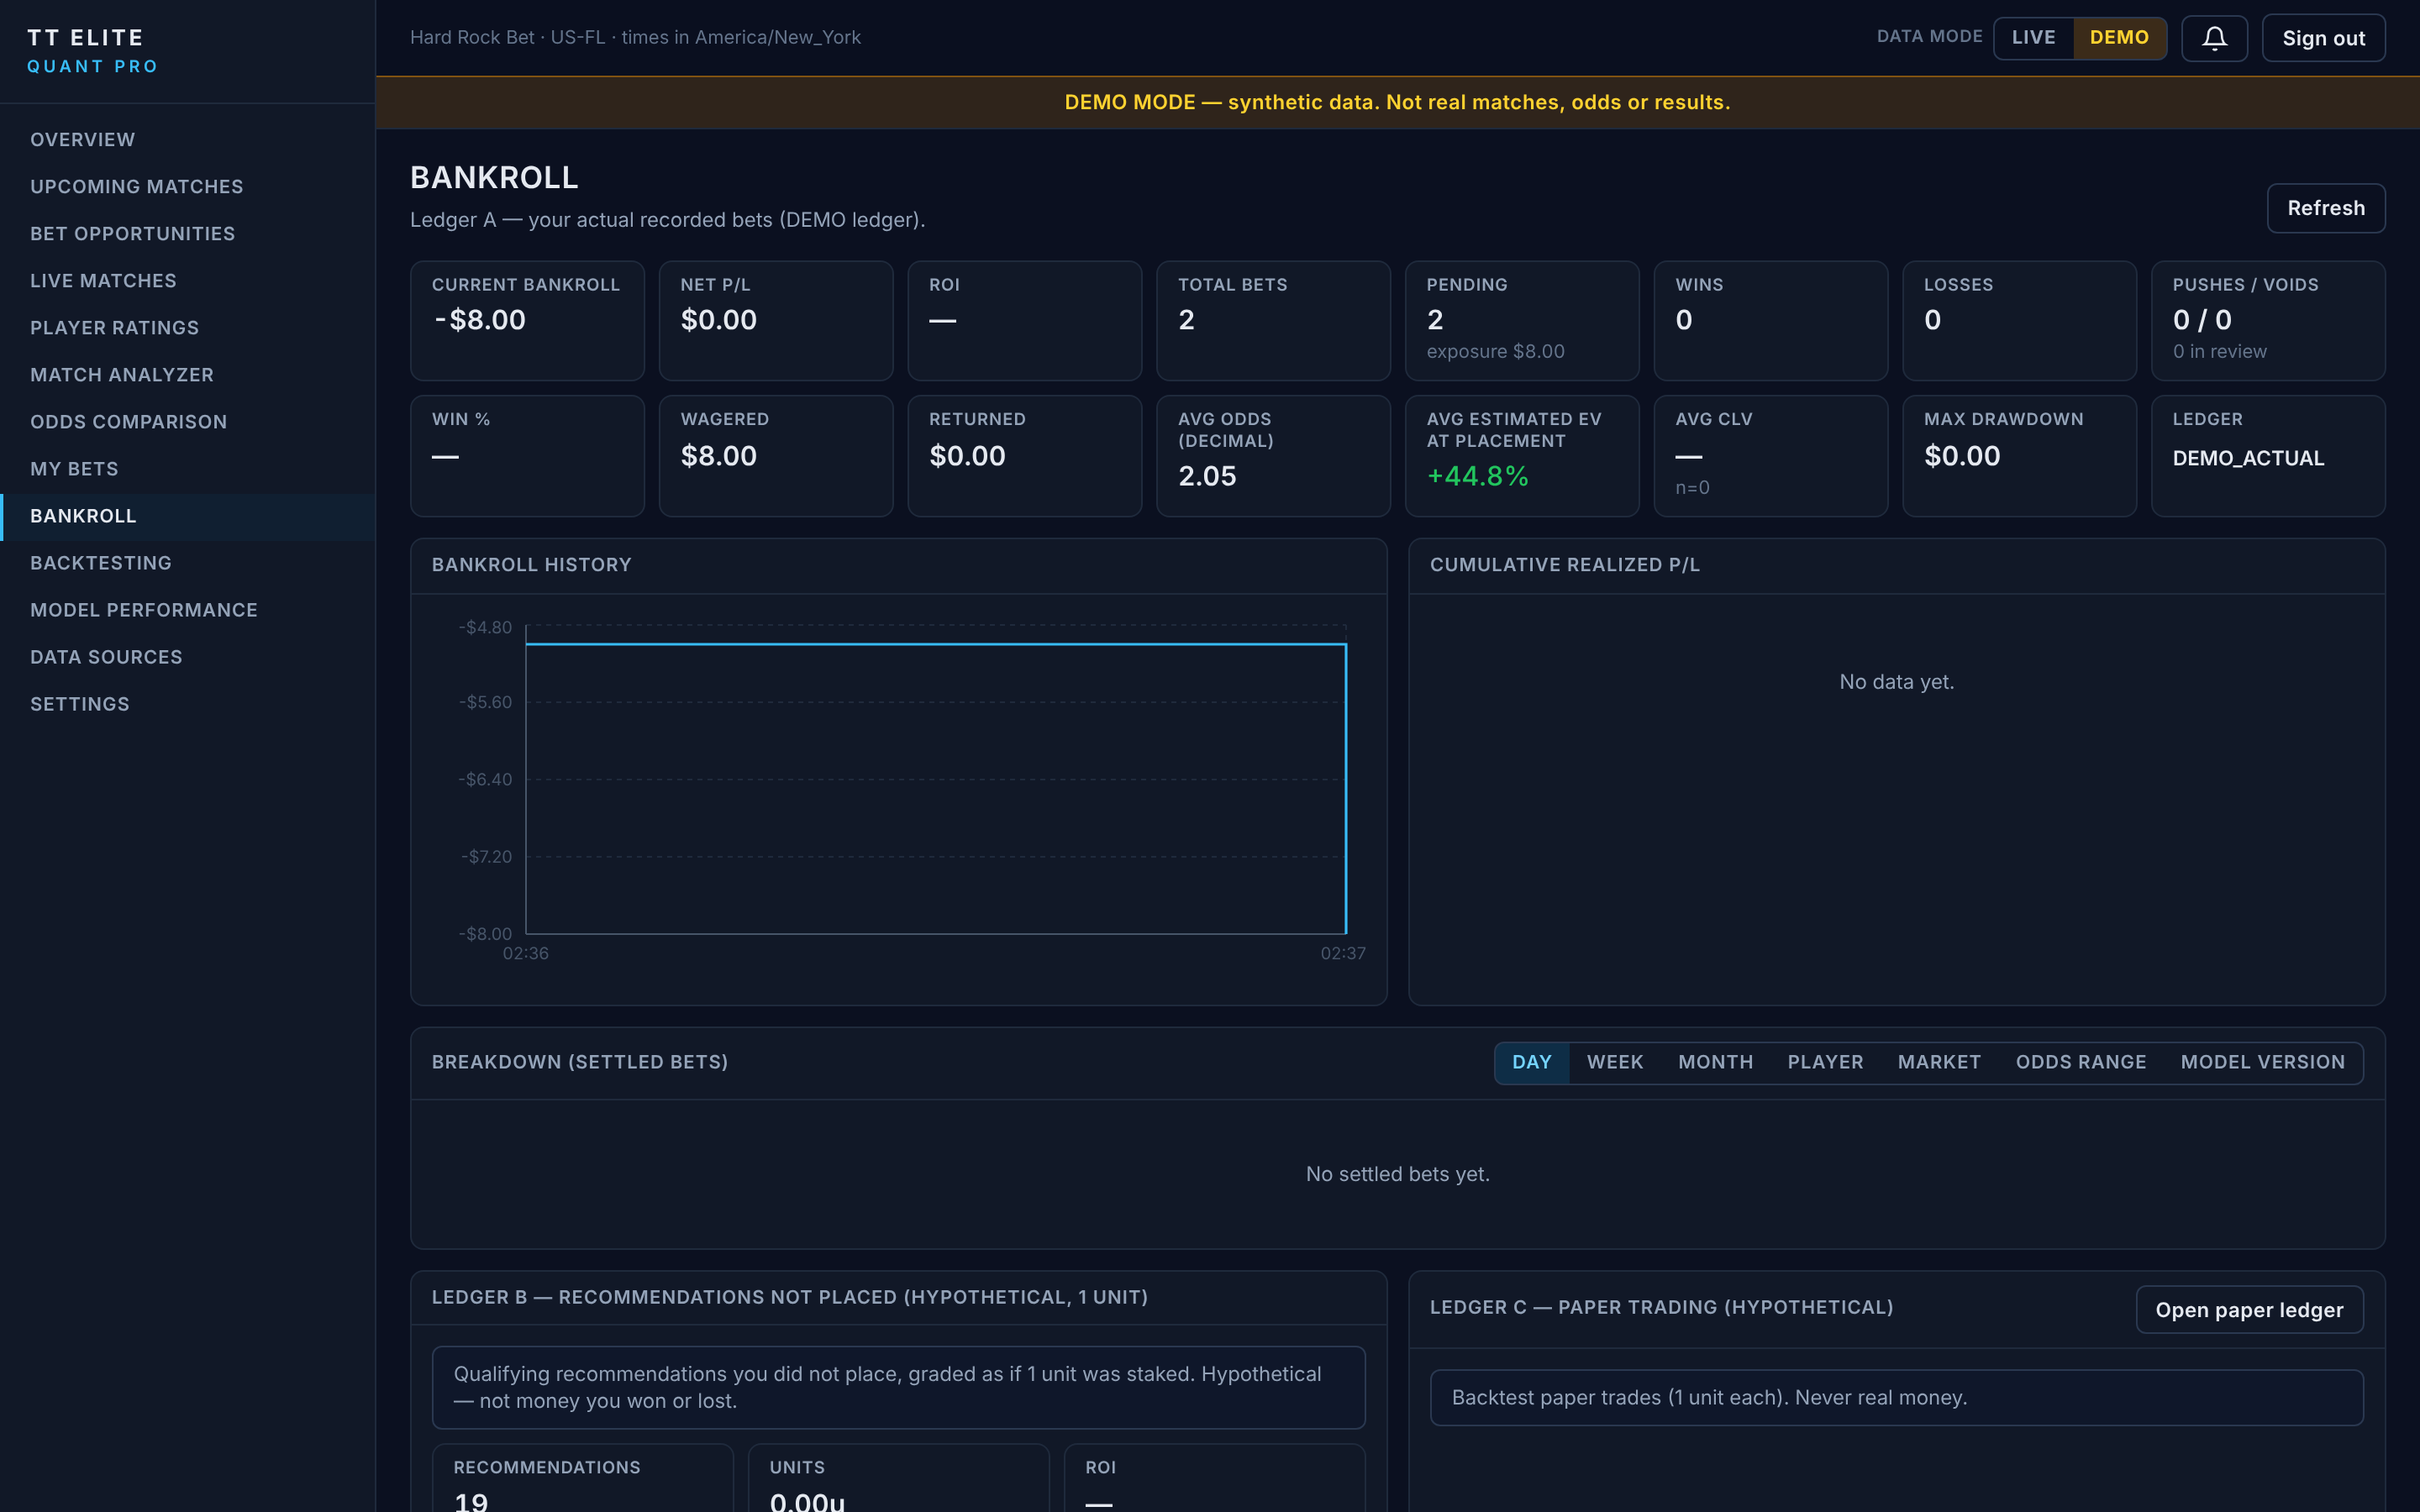 TT ELITE
QUANT PRO
OVERVIEW
UPCOMING MATCHES
BET OPPORTUNITIES
LIVE MATCHES
PLAYER RATINGS
MATCH ANALYZER
ODDS COMPARISON
MY BETS
BANKROLL
BACKTESTING
MODEL PERFORMANCE
DATA SOURCES
SETTINGS
Hard Rock Bet · US-FL · times in America/New_York
DATA MODE
LIVE
DEMO
Sign out
DEMO MODE — synthetic data. Not real matches, odds or results.
BANKROLL
Ledger A — your actual recorded bets (DEMO ledger).
Refresh
CURRENT BANKROLL
-$8.00
NET P/L
$0.00
ROI
—
TOTAL BETS
2
PENDING
2
exposure $8.00
WINS
0
LOSSES
0
PUSHES / VOIDS
0 / 0
0 in review
WIN %
—
WAGERED
$8.00
RETURNED
$0.00
AVG ODDS
(DECIMAL)
2.05
AVG ESTIMATED EV
AT PLACEMENT
+44.8%
AVG CLV
—
n=0
MAX DRAWDOWN
$0.00
LEDGER
DEMO_ACTUAL
BANKROLL HISTORY
-$4.80
-$5.60
-$6.40
-$7.20
-$8.00
02:36
02:37
CUMULATIVE REALIZED P/L
No data yet.
BREAKDOWN (SETTLED BETS)
DAY
WEEK
MONTH
PLAYER
MARKET
ODDS RANGE
MODEL VERSION
No settled bets yet.
LEDGER B — RECOMMENDATIONS NOT PLACED (HYPOTHETICAL, 1 UNIT)
Qualifying recommendations you did not place, graded as if 1 unit was staked. Hypothetical
— not money you won or lost.
RECOMMENDATIONS
19
UNITS
0.00u
ROI
—
LEDGER C — PAPER TRADING (HYPOTHETICAL)
Open paper ledger
Backtest paper trades (1 unit each). Never real money.